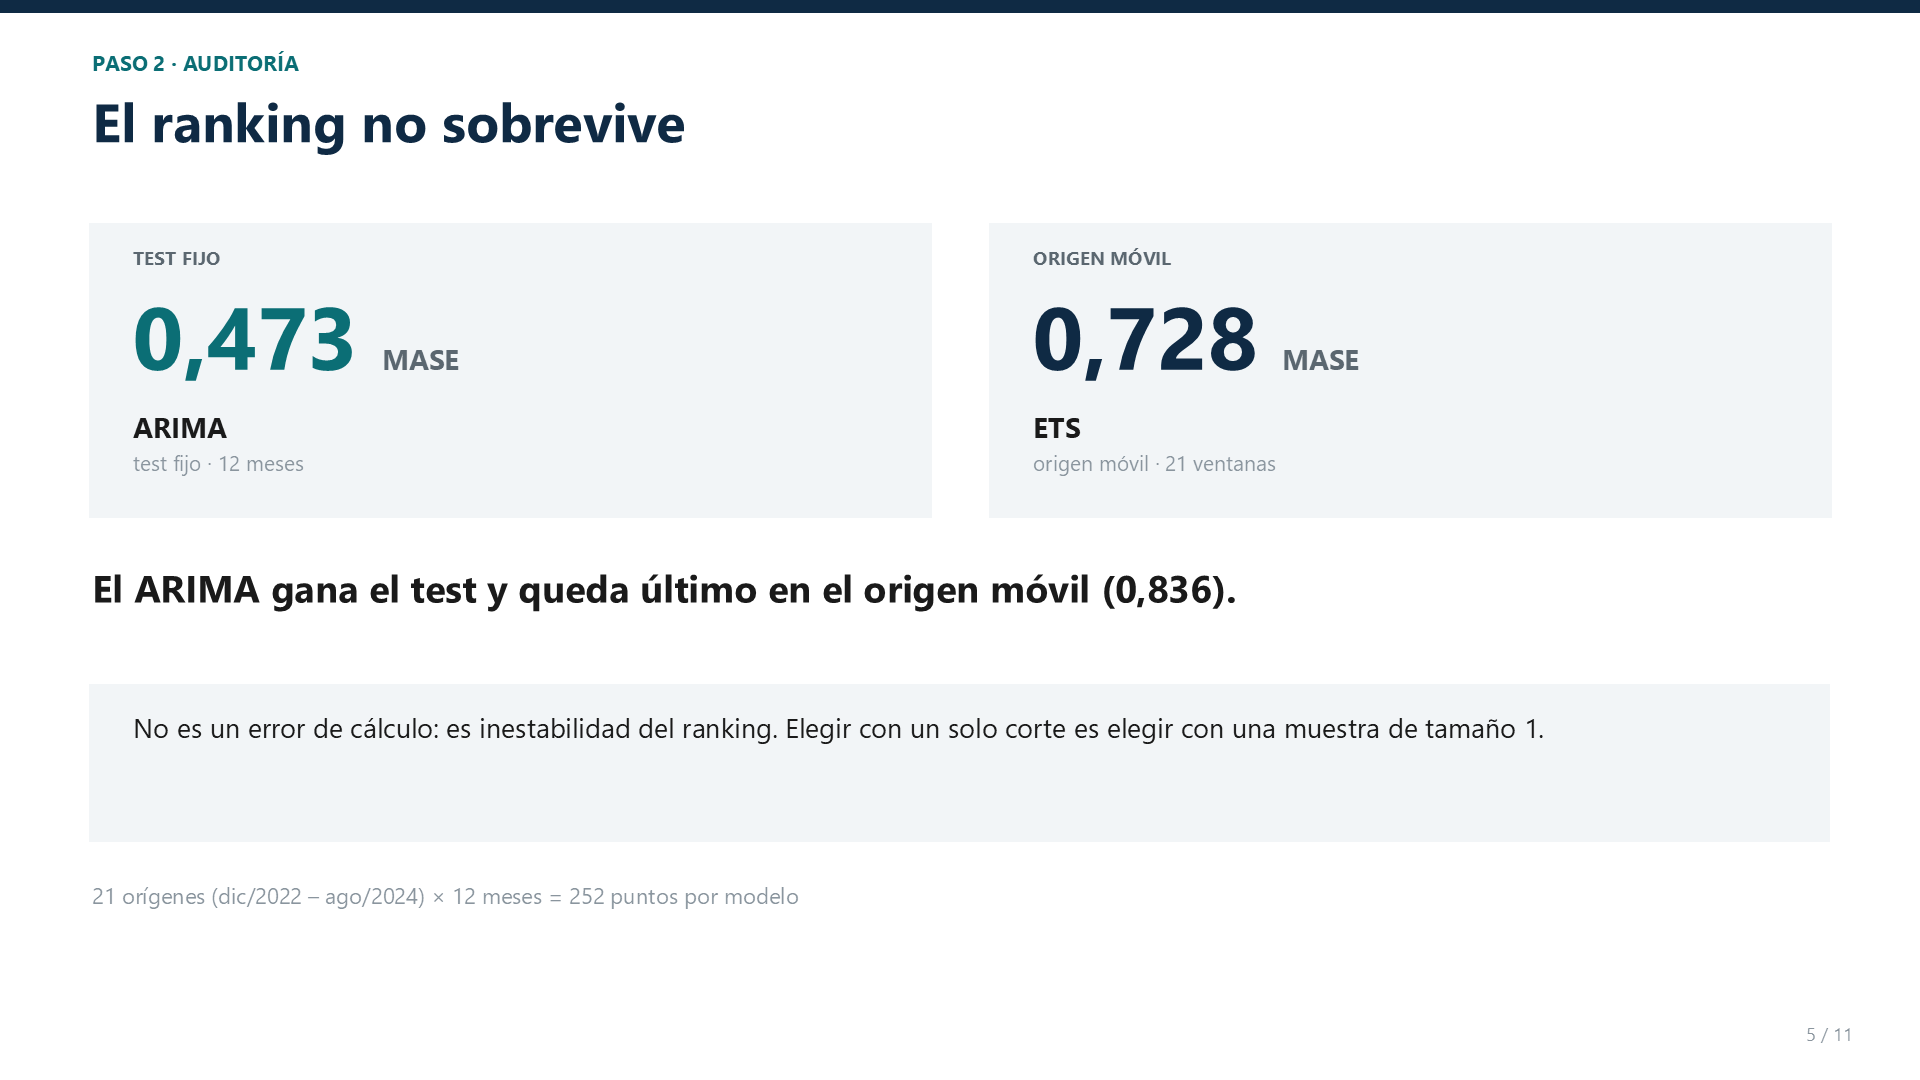 PASO 2 · AUDITORÍA
El ranking no sobrevive
TEST FIJO
0,473 MASE
ARIMA
test fijo · 12 meses
ORIGEN MÓVIL
0,728 MASE
ETS
origen móvil · 21 ventanas
El ARIMA gana el test y queda último en el origen móvil (0,836).
No es un error de cálculo: es inestabilidad del ranking. Elegir con un solo corte es elegir con una muestra de tamaño 1.
21 orígenes (dic/2022 – ago/2024) × 12 meses = 252 puntos por modelo
5 / 11